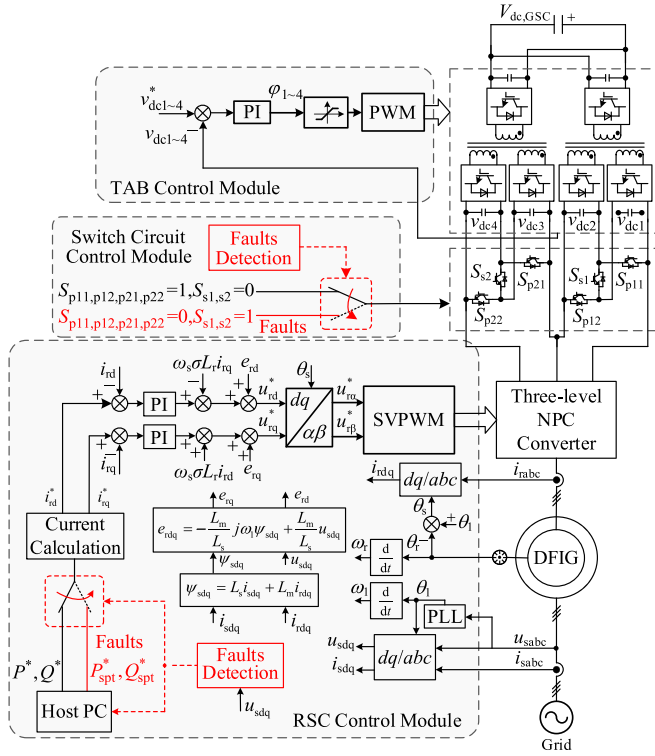 V_dc,GSC +
v*_dc1~4
v_dc1~4 −
PI
φ_1~4
PWM
TAB Control Module
v_dc4
v_dc3
v_dc2
v_dc1
S_s2
S_p21
S_s1
S_p11
S_p22
S_p12
Switch Circuit
Control Module
Faults
Detection
S_p11,p12,p21,p22=1,S_s1,s2=0
S_p11,p12,p21,p22=0,S_s1,s2=1
Faults
i_rd
ω_sσL_r i_rq
e_rd
θ_s
+ −
PI
− +
+ +
u*_rd
dq
u*_rα
SVPWM
Three-level
NPC
Converter
+ −
PI
+ +
+ +
u*_rq
αβ
u*_rβ
i_rq
ω_sσL_r i_rd
e_rq
i*_rd
i*_rq
i_rdq
dq/abc
i_rabc
e_rq
e_rd
θ_s
± θ_1
e_rdq = −L_m/L_s jω_1ψ_sdq + L_m/L_s u_sdq
Current
Calculation
ω_r
d/dt
θ_r −
DFIG
ψ_sdq
u_sdq
ψ_sdq = L_s i_sdq + L_m i_rdq
ω_1
d/dt
θ_1
PLL
i_sdq
i_rdq
Faults
u_sdq
i_sdq
dq/abc
u_sabc
i_sabc
P*,Q*
P*_spt,Q*_spt
Faults
Detection
Host PC
u_sdq
RSC Control Module
Grid